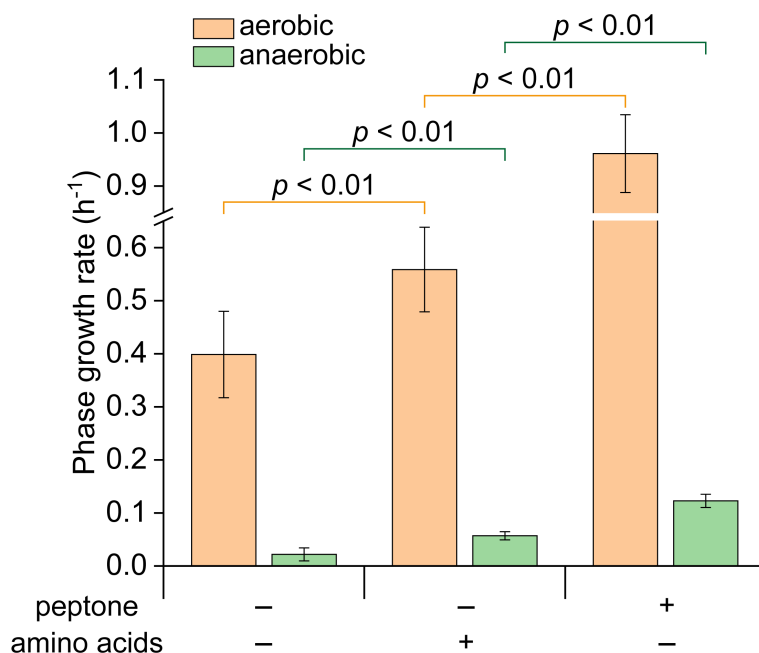 aerobic
anaerobic
p < 0.01
p < 0.01
p < 0.01
p < 0.01
Phase growth rate (h⁻¹)
1.1
1.0
0.9
0.6
0.5
0.4
0.3
0.2
0.1
0.0
peptone – – +
amino acids – + –